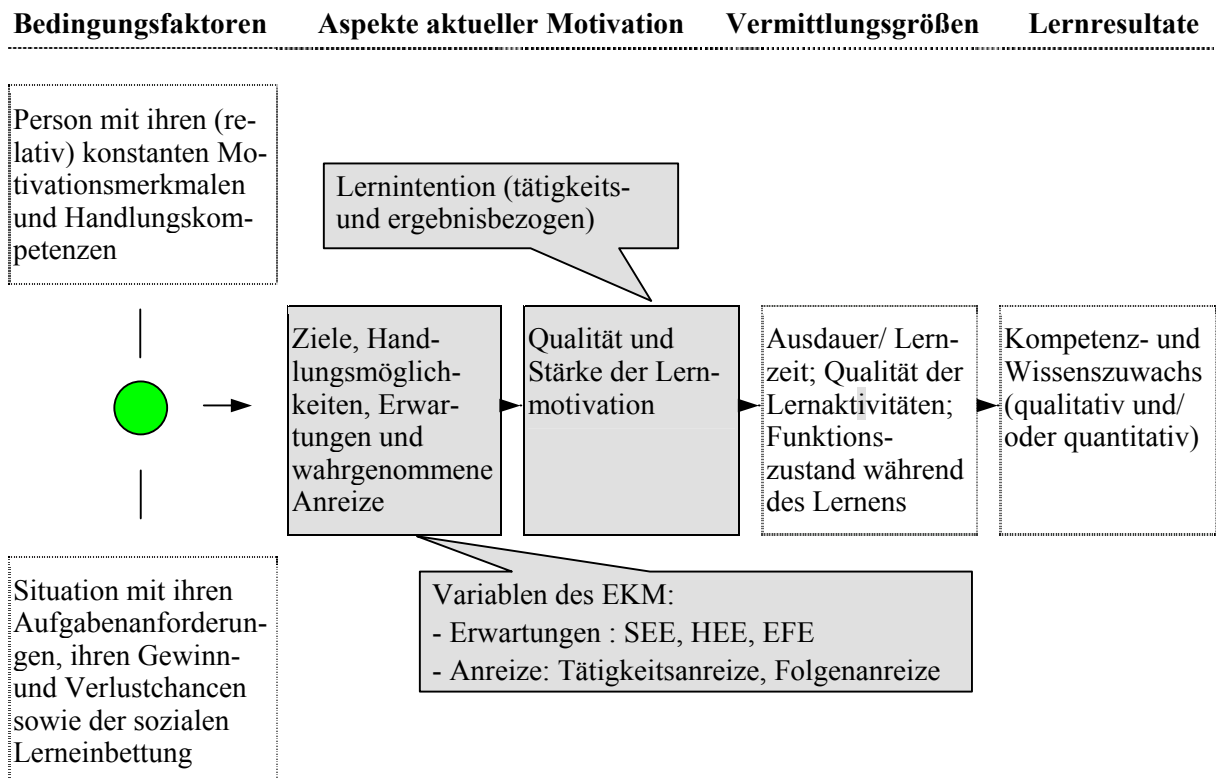 Bedingungsfaktoren Aspekte aktueller Motivation Vermittlungsgrößen Lernresultate
Person mit ihren (re-
lativ) konstanten Mo-
tivationsmerkmalen
und Handlungskom-
petenzen
Lernintention (tätigkeits-
und ergebnisbezogen)
Ziele, Hand-
lungsmöglich-
keiten, Erwar-
tungen und
wahrgenommene
Anreize
Qualität und
Stärke der Lern-
motivation
Ausdauer/ Lern-
zeit; Qualität der
Lernaktivitäten;
Funktions-
zustand während
des Lernens
Kompetenz- und
Wissenszuwachs
(qualitativ und/
oder quantitativ)
Situation mit ihren
Aufgabenanforderun-
gen, ihren Gewinn-
und Verlustchancen
sowie der sozialen
Lerneinbettung
Variablen des EKM:
- Erwartungen : SEE, HEE, EFE
- Anreize: Tätigkeitsanreize, Folgenanreize